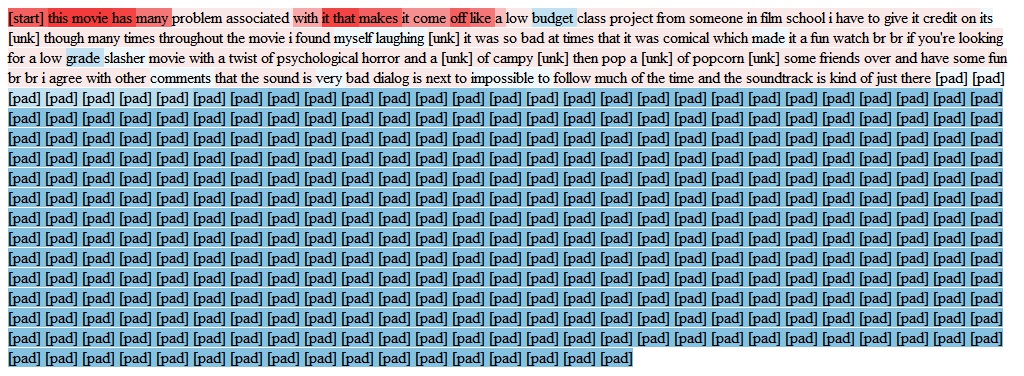 [start] this movie has many problem associated with it that makes it come off like a low budget class project from someone in film school i have to give it credit on its
[unk] though many times throughout the movie i found myself laughing [unk] it was so bad at times that it was comical which made it a fun watch br br if you're looking
for a low grade slasher movie with a twist of psychological horror and a [unk] of campy [unk] then pop a [unk] of popcorn [unk] some friends over and have some fun
br br i agree with other comments that the sound is very bad dialog is next to impossible to follow much of the time and the soundtrack is kind of just there [pad] [pad]
[pad] [pad] [pad] [pad] [pad] [pad] [pad] [pad] [pad] [pad] [pad] [pad] [pad] [pad] [pad] [pad] [pad] [pad] [pad] [pad] [pad] [pad] [pad] [pad] [pad] [pad] [pad]
[pad] [pad] [pad] [pad] [pad] [pad] [pad] [pad] [pad] [pad] [pad] [pad] [pad] [pad] [pad] [pad] [pad] [pad] [pad] [pad] [pad] [pad] [pad] [pad] [pad] [pad] [pad]
[pad] [pad] [pad] [pad] [pad] [pad] [pad] [pad] [pad] [pad] [pad] [pad] [pad] [pad] [pad] [pad] [pad] [pad] [pad] [pad] [pad] [pad] [pad] [pad] [pad] [pad] [pad]
[pad] [pad] [pad] [pad] [pad] [pad] [pad] [pad] [pad] [pad] [pad] [pad] [pad] [pad] [pad] [pad] [pad] [pad] [pad] [pad] [pad] [pad] [pad] [pad] [pad] [pad] [pad]
[pad] [pad] [pad] [pad] [pad] [pad] [pad] [pad] [pad] [pad] [pad] [pad] [pad] [pad] [pad] [pad] [pad] [pad] [pad] [pad] [pad] [pad] [pad] [pad] [pad] [pad] [pad]
[pad] [pad] [pad] [pad] [pad] [pad] [pad] [pad] [pad] [pad] [pad] [pad] [pad] [pad] [pad] [pad] [pad] [pad] [pad] [pad] [pad] [pad] [pad] [pad] [pad] [pad] [pad]
[pad] [pad] [pad] [pad] [pad] [pad] [pad] [pad] [pad] [pad] [pad] [pad] [pad] [pad] [pad] [pad] [pad] [pad] [pad] [pad] [pad] [pad] [pad] [pad] [pad] [pad] [pad]
[pad] [pad] [pad] [pad] [pad] [pad] [pad] [pad] [pad] [pad] [pad] [pad] [pad] [pad] [pad] [pad] [pad] [pad] [pad] [pad] [pad] [pad] [pad] [pad] [pad] [pad] [pad]
[pad] [pad] [pad] [pad] [pad] [pad] [pad] [pad] [pad] [pad] [pad] [pad] [pad] [pad] [pad] [pad] [pad] [pad] [pad] [pad] [pad] [pad] [pad] [pad] [pad] [pad] [pad]
[pad] [pad] [pad] [pad] [pad] [pad] [pad] [pad] [pad] [pad] [pad] [pad] [pad] [pad] [pad] [pad] [pad] [pad] [pad] [pad] [pad] [pad] [pad] [pad] [pad] [pad] [pad]
[pad] [pad] [pad] [pad] [pad] [pad] [pad] [pad] [pad] [pad] [pad] [pad] [pad] [pad] [pad] [pad] [pad] [pad] [pad] [pad] [pad] [pad] [pad] [pad] [pad] [pad] [pad]
[pad] [pad] [pad] [pad] [pad] [pad] [pad] [pad] [pad] [pad] [pad] [pad] [pad] [pad] [pad] [pad] [pad] [pad] [pad] [pad] [pad] [pad] [pad] [pad] [pad] [pad] [pad]
[pad] [pad] [pad] [pad] [pad] [pad] [pad] [pad] [pad] [pad] [pad] [pad] [pad] [pad] [pad] [pad] [pad] [pad] [pad] [pad] [pad] [pad] [pad] [pad] [pad] [pad] [pad]
[pad] [pad] [pad] [pad] [pad] [pad] [pad] [pad] [pad] [pad] [pad] [pad] [pad] [pad] [pad] [pad] [pad]